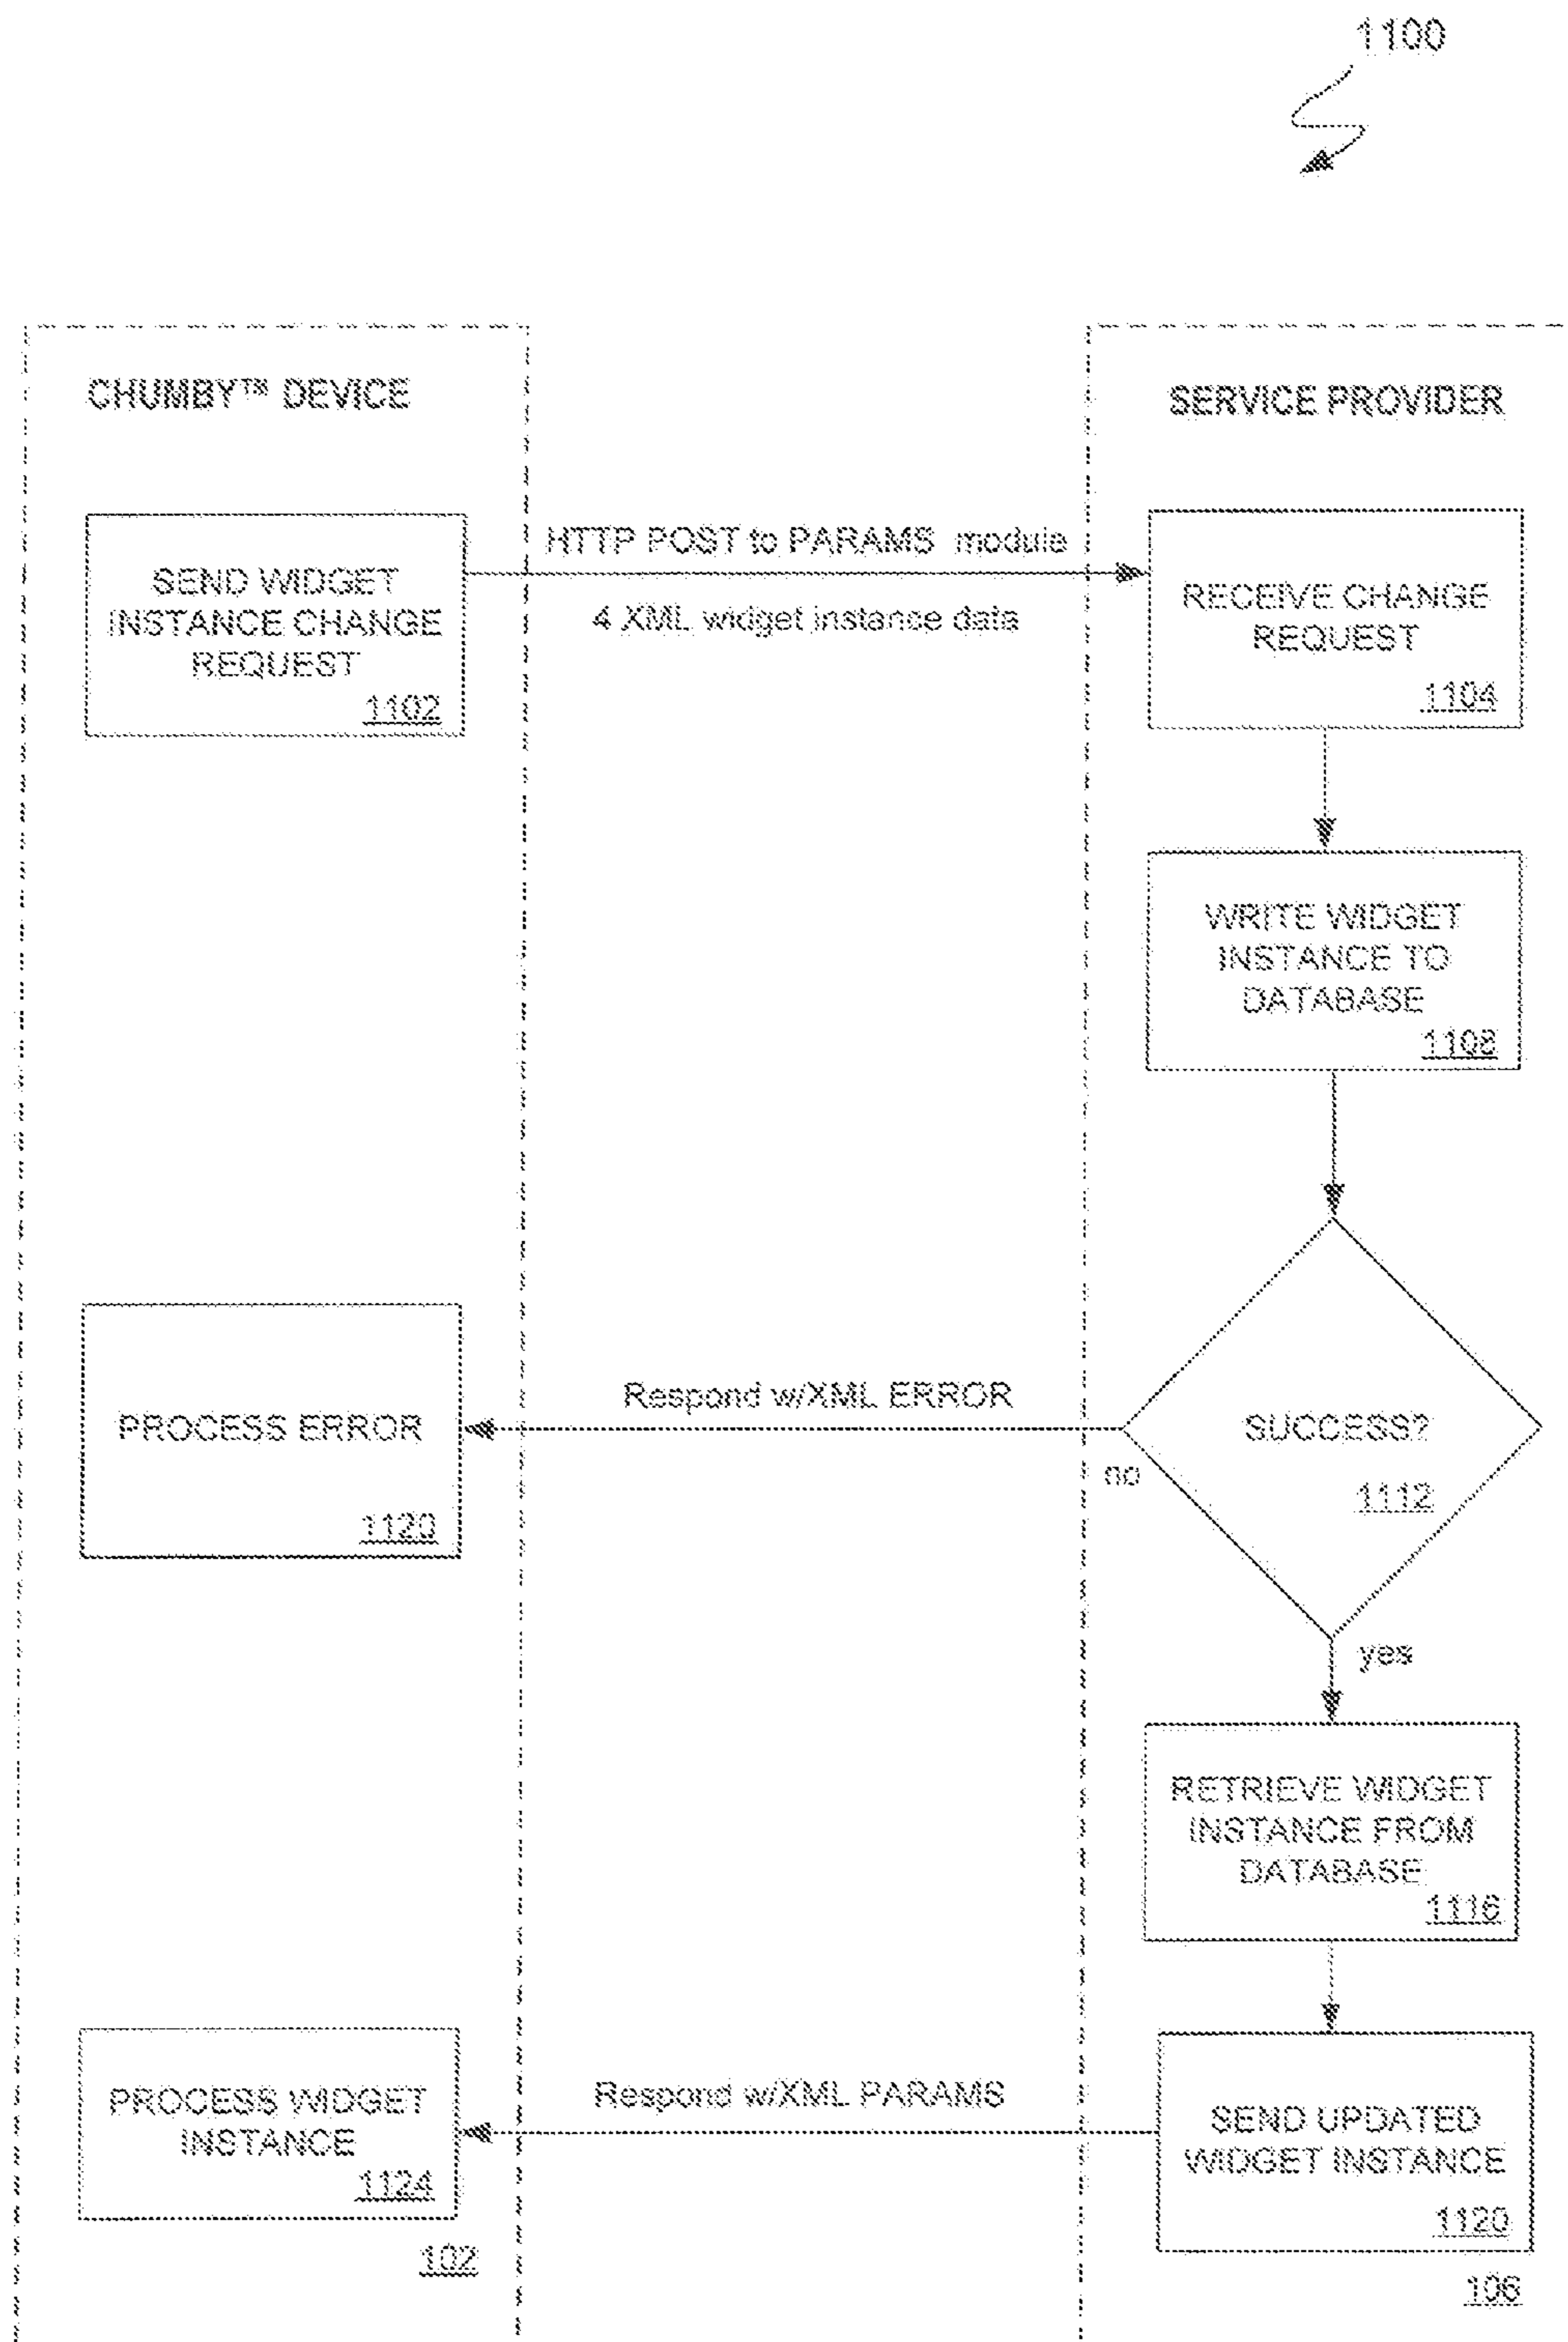 1100
CHUMBY™ DEVICE
SERVICE PROVIDER
SEND WIDGET
INSTANCE CHANGE
REQUEST
1102
HTTP POST to PARAMS module
4 XML widget instance data
RECEIVE CHANGE
REQUEST
1104
WRITE WIDGET
INSTANCE TO
DATABASE
1108
PROCESS ERROR
1120
Respond w/XML ERROR
no
SUCCESS?
1112
yes
RETRIEVE WIDGET
INSTANCE FROM
DATABASE
1116
PROCESS WIDGET
INSTANCE
1124
102
Respond w/XML PARAMS
SEND UPDATED
WIDGET INSTANCE
1120
106